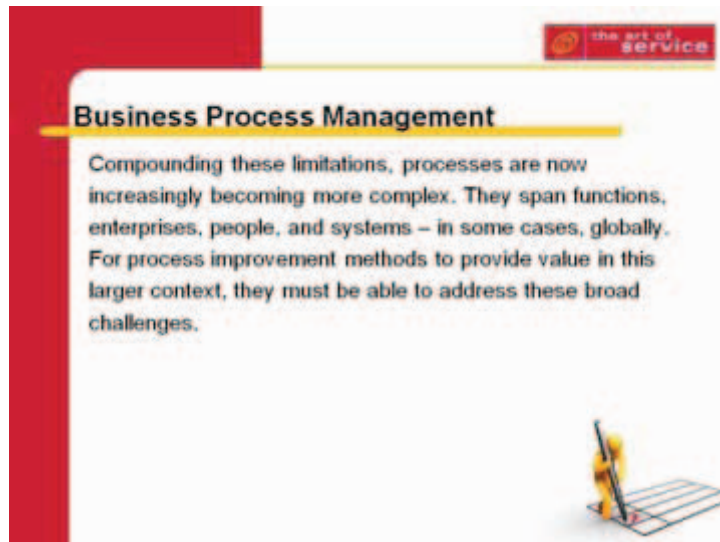 the art of
service
Business Process Management
Compounding these limitations, processes are now
increasingly becoming more complex. They span functions,
enterprises, people, and systems – in some cases, globally.
For process improvement methods to provide value in this
larger context, they must be able to address these broad
challenges.